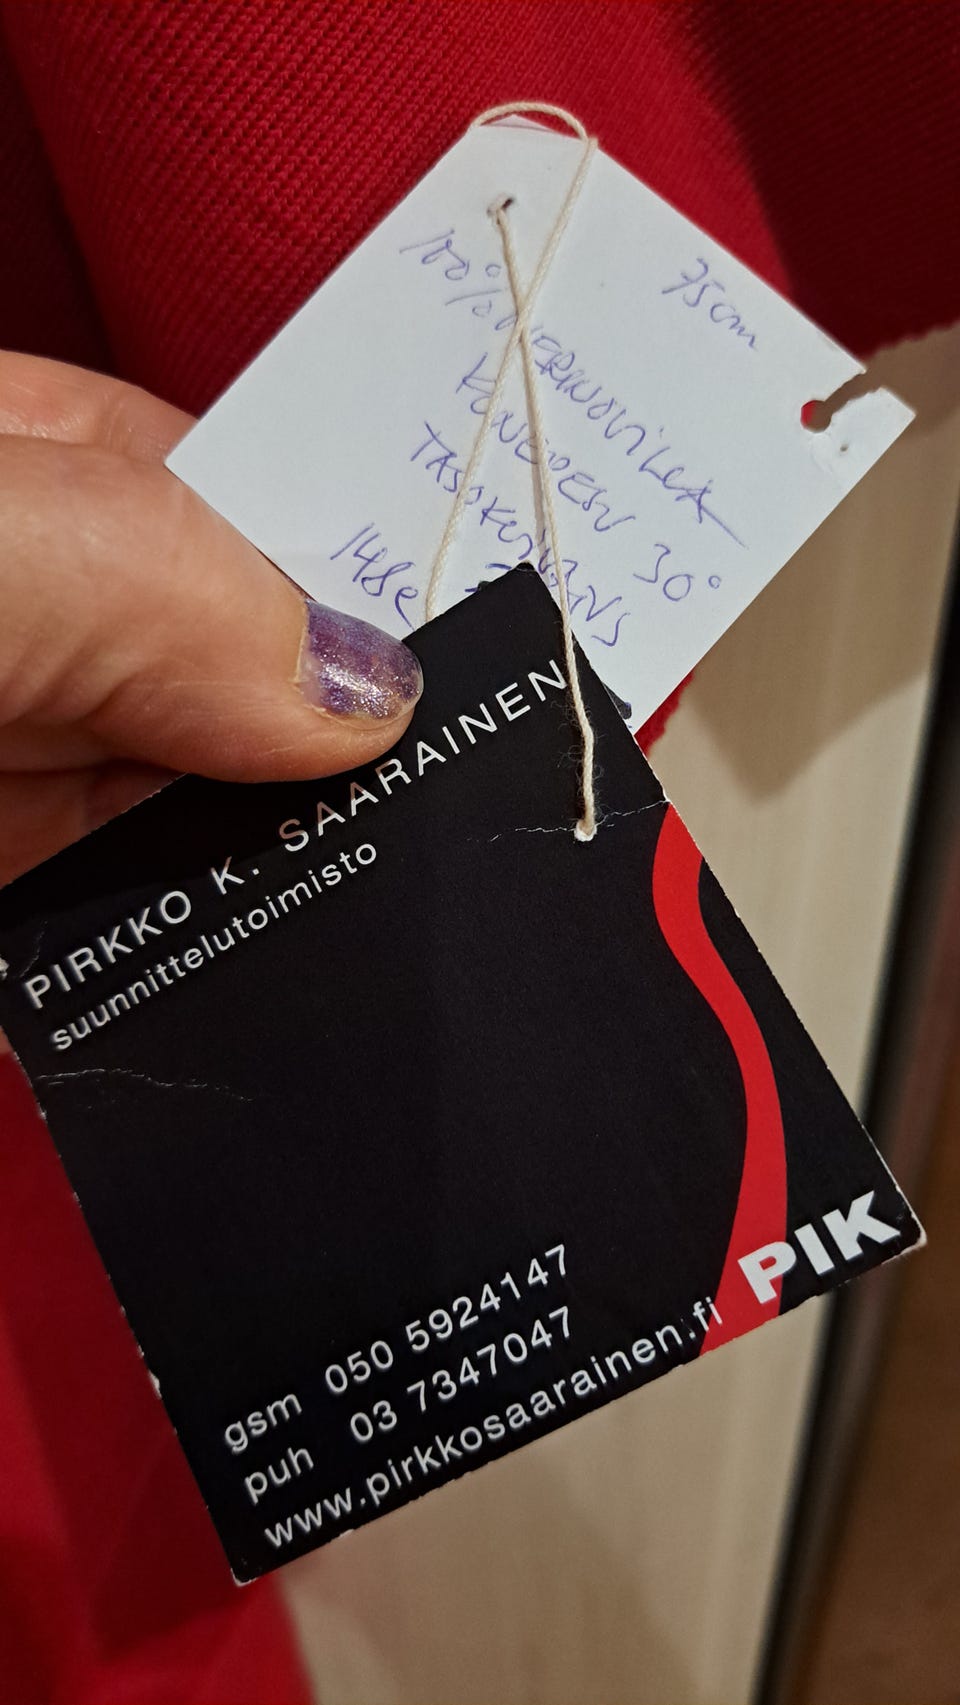 75cm
100% MERINOVILLA
KONEPESU 30°
TASOKUIVAUS
148e
PIRKKO K. SAARAINEN
suunnittelutoimisto
gsm 050 5924147
puh 03 7347047
www.pirkkosaarainen.fi
PIK